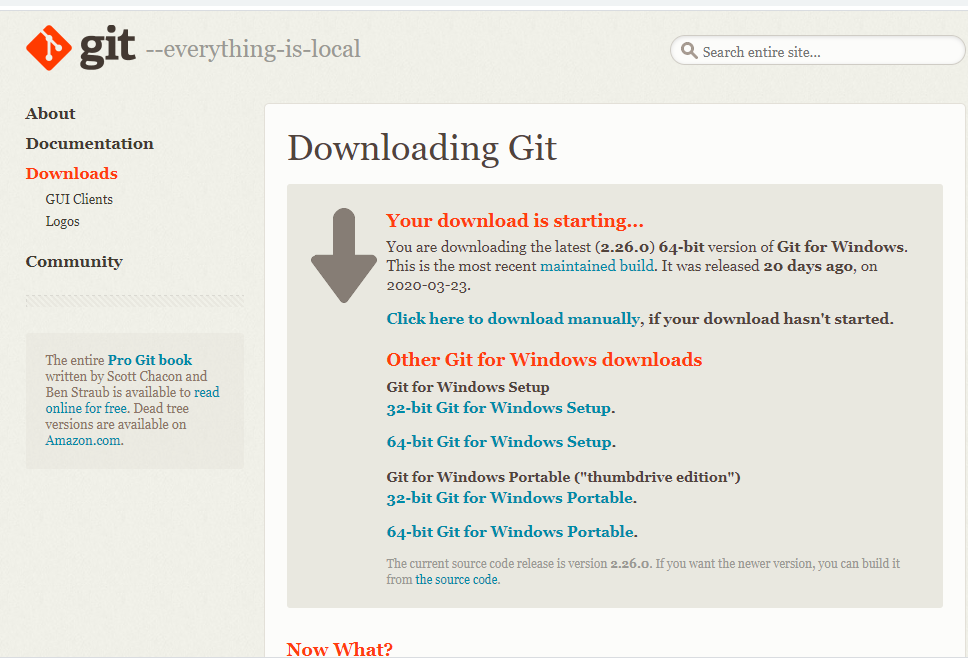 git --everything-is-local
Search entire site...
About
Documentation
Downloads
GUI Clients
Logos
Community
The entire Pro Git book
written by Scott Chacon and
Ben Straub is available to read
online for free. Dead tree
versions are available on
Amazon.com.
Downloading Git
Your download is starting...
You are downloading the latest (2.26.0) 64-bit version of Git for Windows.
This is the most recent maintained build. It was released 20 days ago, on
2020-03-23.
Click here to download manually, if your download hasn't started.
Other Git for Windows downloads
Git for Windows Setup
32-bit Git for Windows Setup.
64-bit Git for Windows Setup.
Git for Windows Portable ("thumbdrive edition")
32-bit Git for Windows Portable.
64-bit Git for Windows Portable.
The current source code release is version 2.26.0. If you want the newer version, you can build it
from the source code.
Now What?